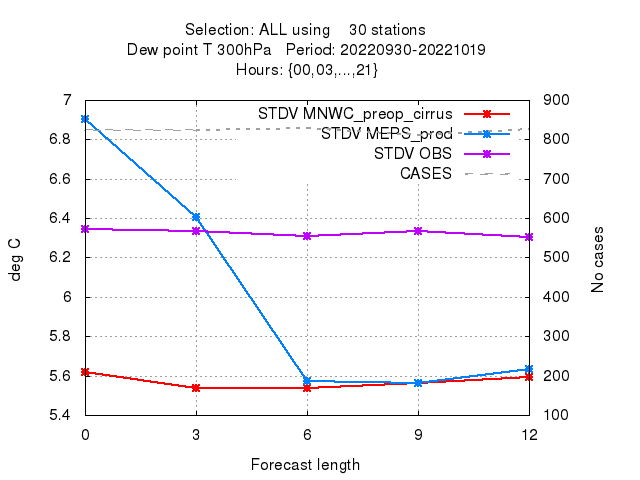 Selection: ALL using 30 stations
Dew point T 300hPa Period: 20220930-20221019
Hours: {00,03,...,21}
STDV MNWC_preop_cirrus
STDV MEPS_prod
STDV OBS
CASES
7
6.8
6.6
6.4
6.2
6
5.8
5.6
5.4
deg C
900
800
700
600
500
400
300
200
100
No cases
0 3 6 9 12
Forecast length